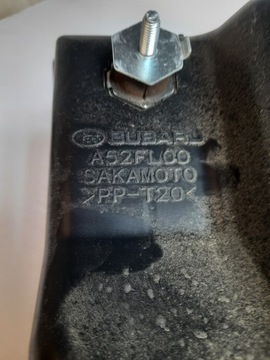 SUBARU
A52FL00
SAKAMOTO
>PP-T20<